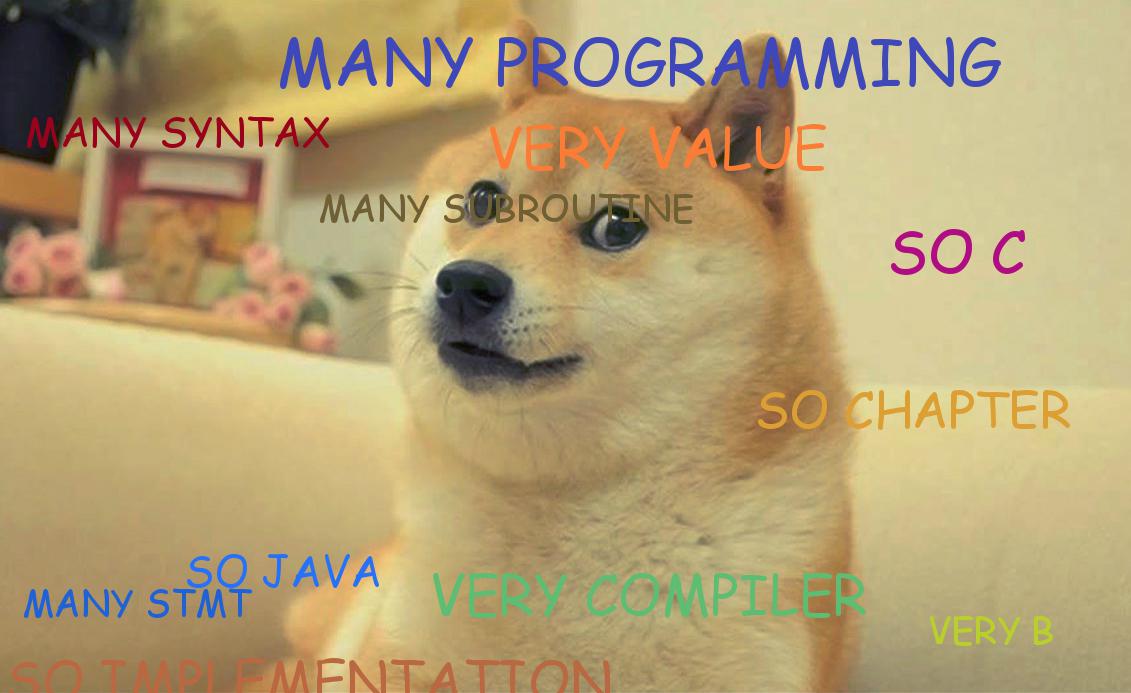 MANY PROGRAMMING
MANY SYNTAX
VERY VALUE
MANY SUBROUTINE
SO C
SO CHAPTER
SO JAVA
MANY STMT
VERY COMPILER
VERY B
SO IMPLEMENTATION